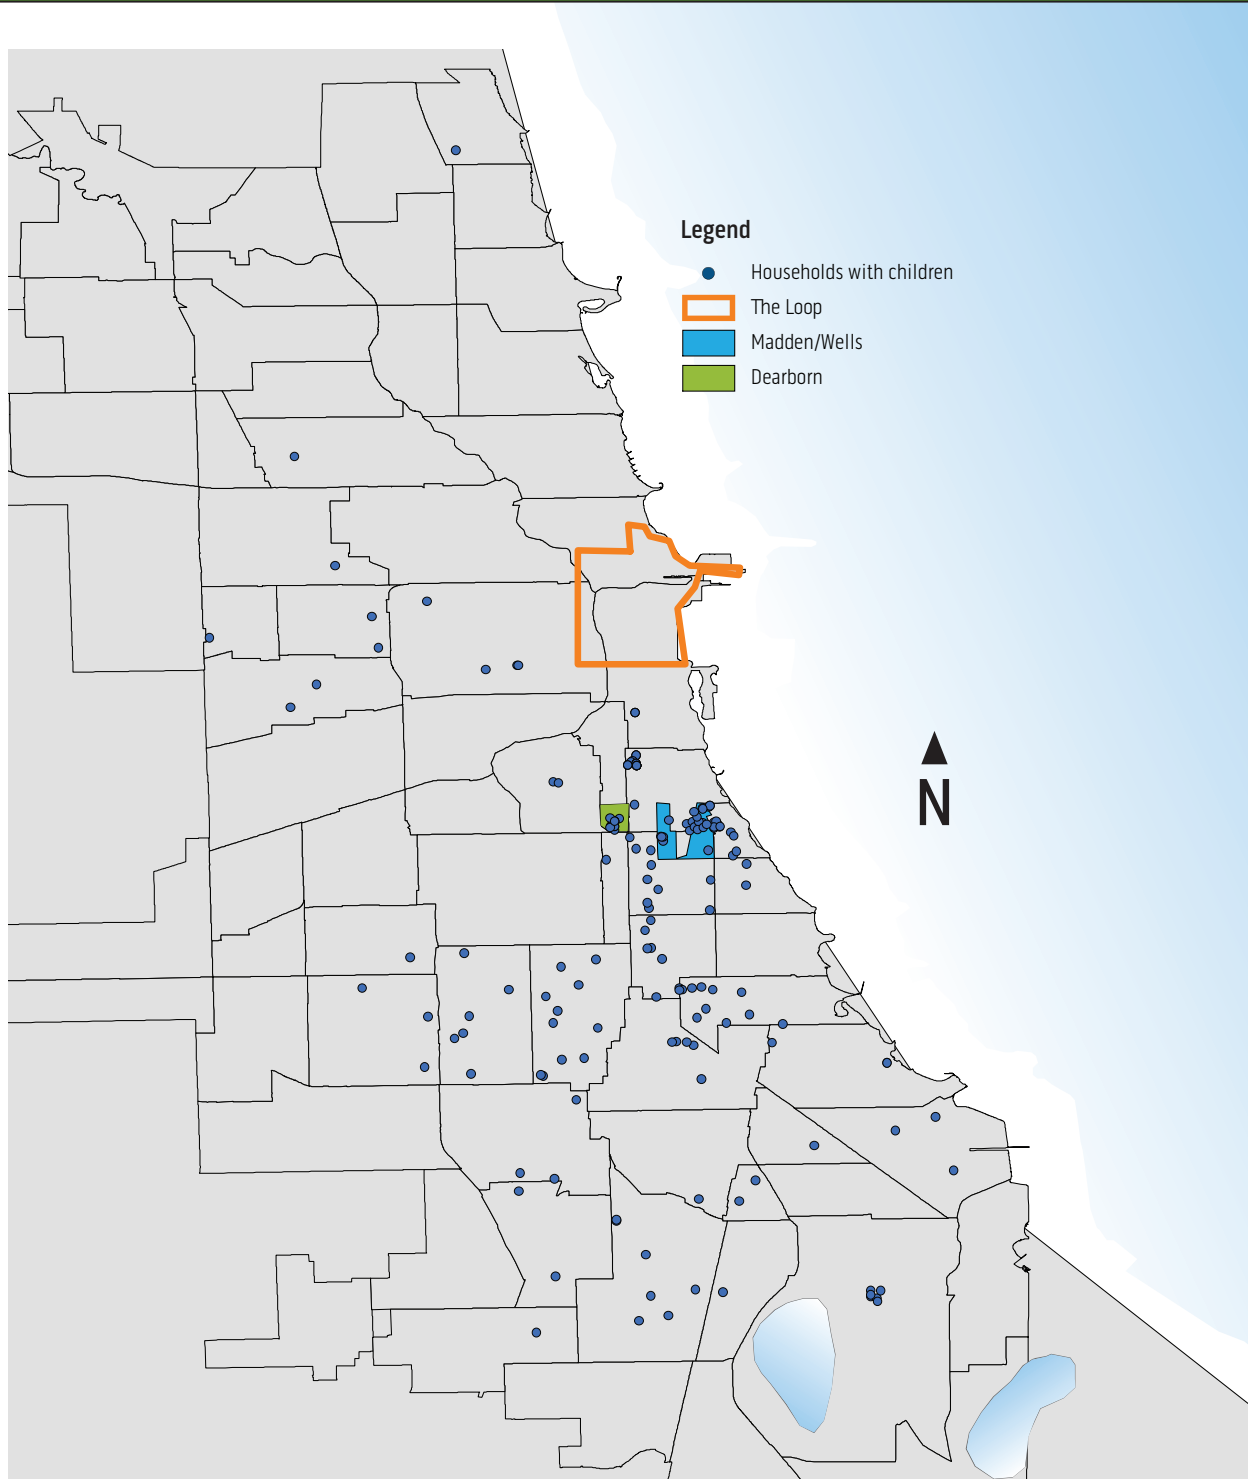 Legend
Households with children
The Loop
Madden/Wells
Dearborn
N